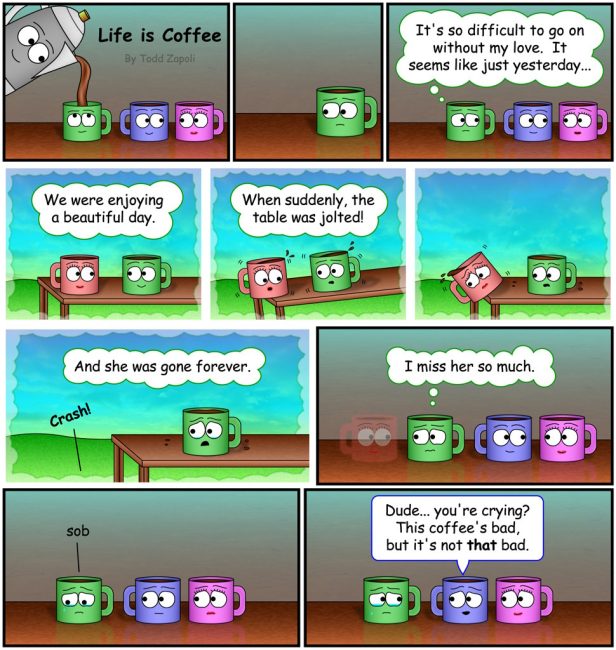 Life is Coffee
By Todd Zapoli
It's so difficult to go on
without my love. It
seems like just yesterday...
We were enjoying
a beautiful day.
When suddenly, the
table was jolted!
And she was gone forever.
Crash!
I miss her so much.
sob
Dude... you're crying?
This coffee's bad,
but it's not that bad.